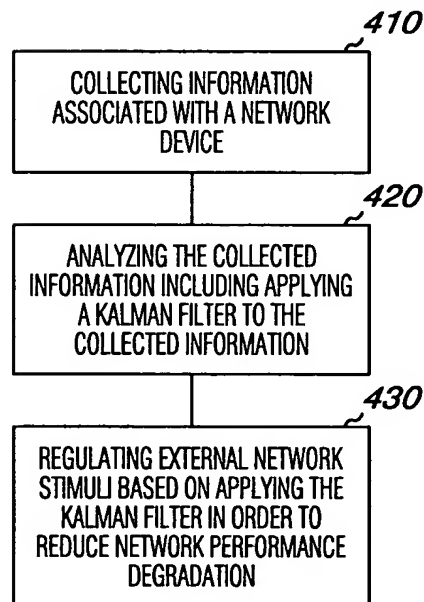 410
COLLECTING INFORMATION
ASSOCIATED WITH A NETWORK
DEVICE
420
ANALYZING THE COLLECTED
INFORMATION INCLUDING APPLYING
A KALMAN FILTER TO THE
COLLECTED INFORMATION
430
REGULATING EXTERNAL NETWORK
STIMULI BASED ON APPLYING THE
KALMAN FILTER IN ORDER TO
REDUCE NETWORK PERFORMANCE
DEGRADATION